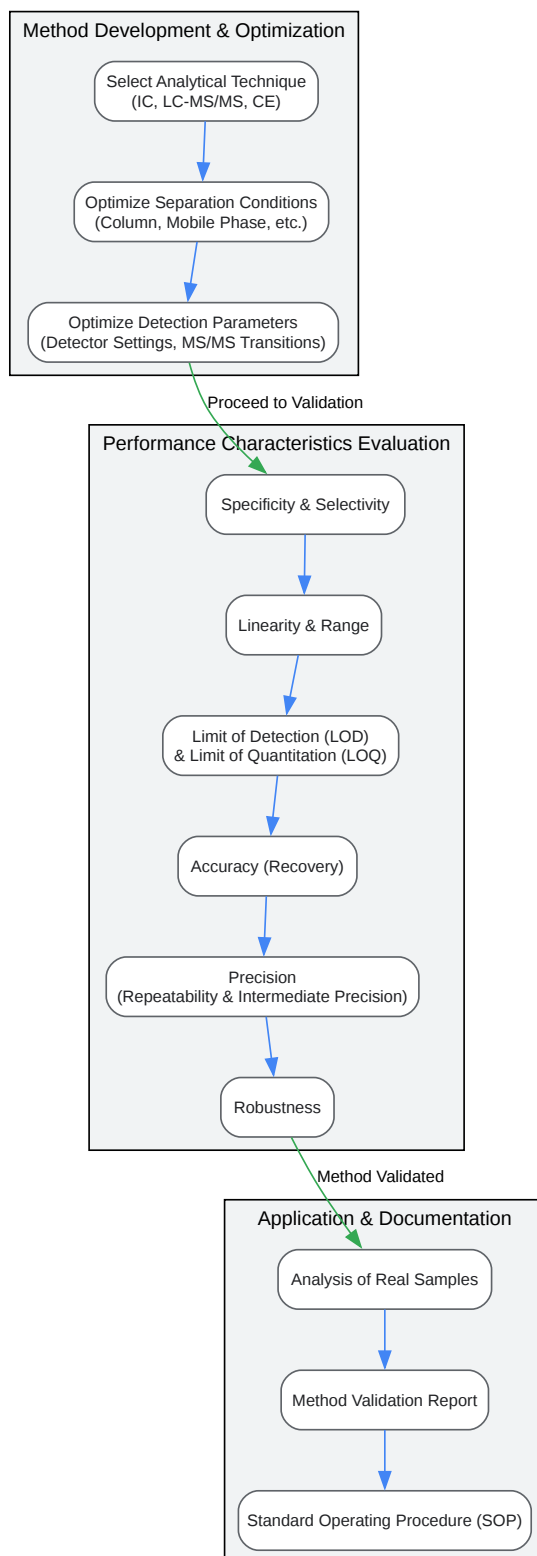 Method Development & Optimization
Select Analytical Technique
(IC, LC-MS/MS, CE)
Optimize Separation Conditions
(Column, Mobile Phase, etc.)
Optimize Detection Parameters
(Detector Settings, MS/MS Transitions)
Proceed to Validation
Performance Characteristics Evaluation
Specificity & Selectivity
Linearity & Range
Limit of Detection (LOD)
& Limit of Quantitation (LOQ)
Accuracy (Recovery)
Precision
(Repeatability & Intermediate Precision)
Robustness
Method Validated
Application & Documentation
Analysis of Real Samples
Method Validation Report
Standard Operating Procedure (SOP)